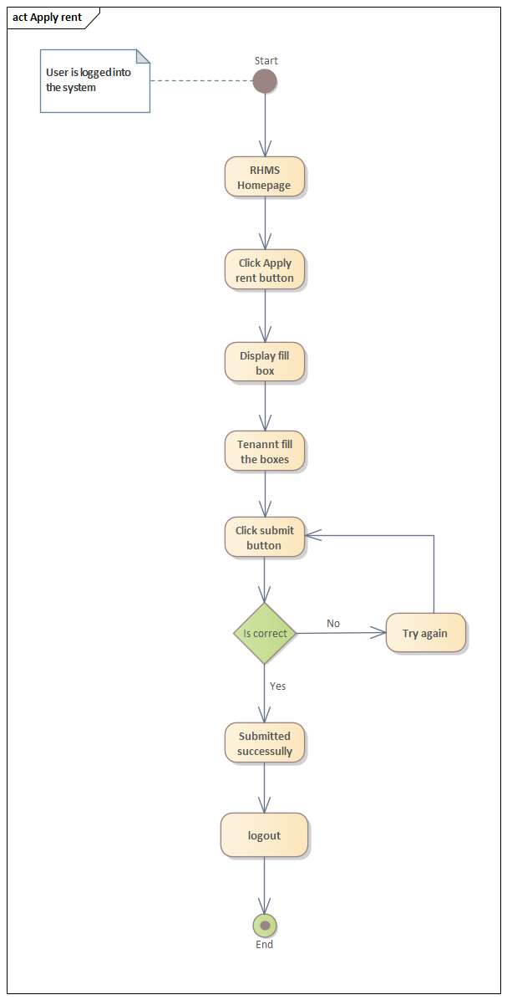 act Apply rent
User is logged into
the system
Start
RHMS
Homepage
Click Apply
rent button
Display fill
box
Tenannt fill
the boxes
Click submit
button
Is correct
No
Try again
Yes
Submitted
successully
logout
End